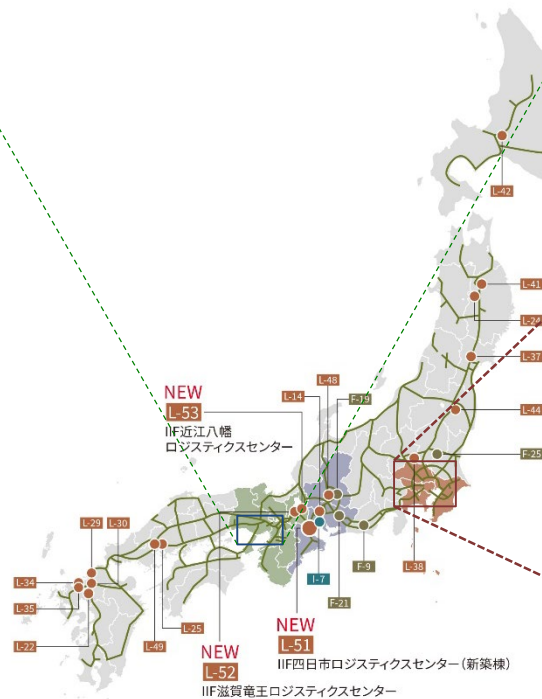 L-42
L-41
L-24
L-37
L-48
NEW
L-14
F-19
L-53
L-44
IIF近江八幡
ロジスティクスセンター
F-25
L-29
L-30
F-9
L-38
L-34
I-7
L-35
F-21
L-25
NEW
L-22
L-49
NEW
L-51
L-52
IIF四日市ロジスティクスセンター(新築棟)
IIF滋賀竜王ロジスティクスセンター